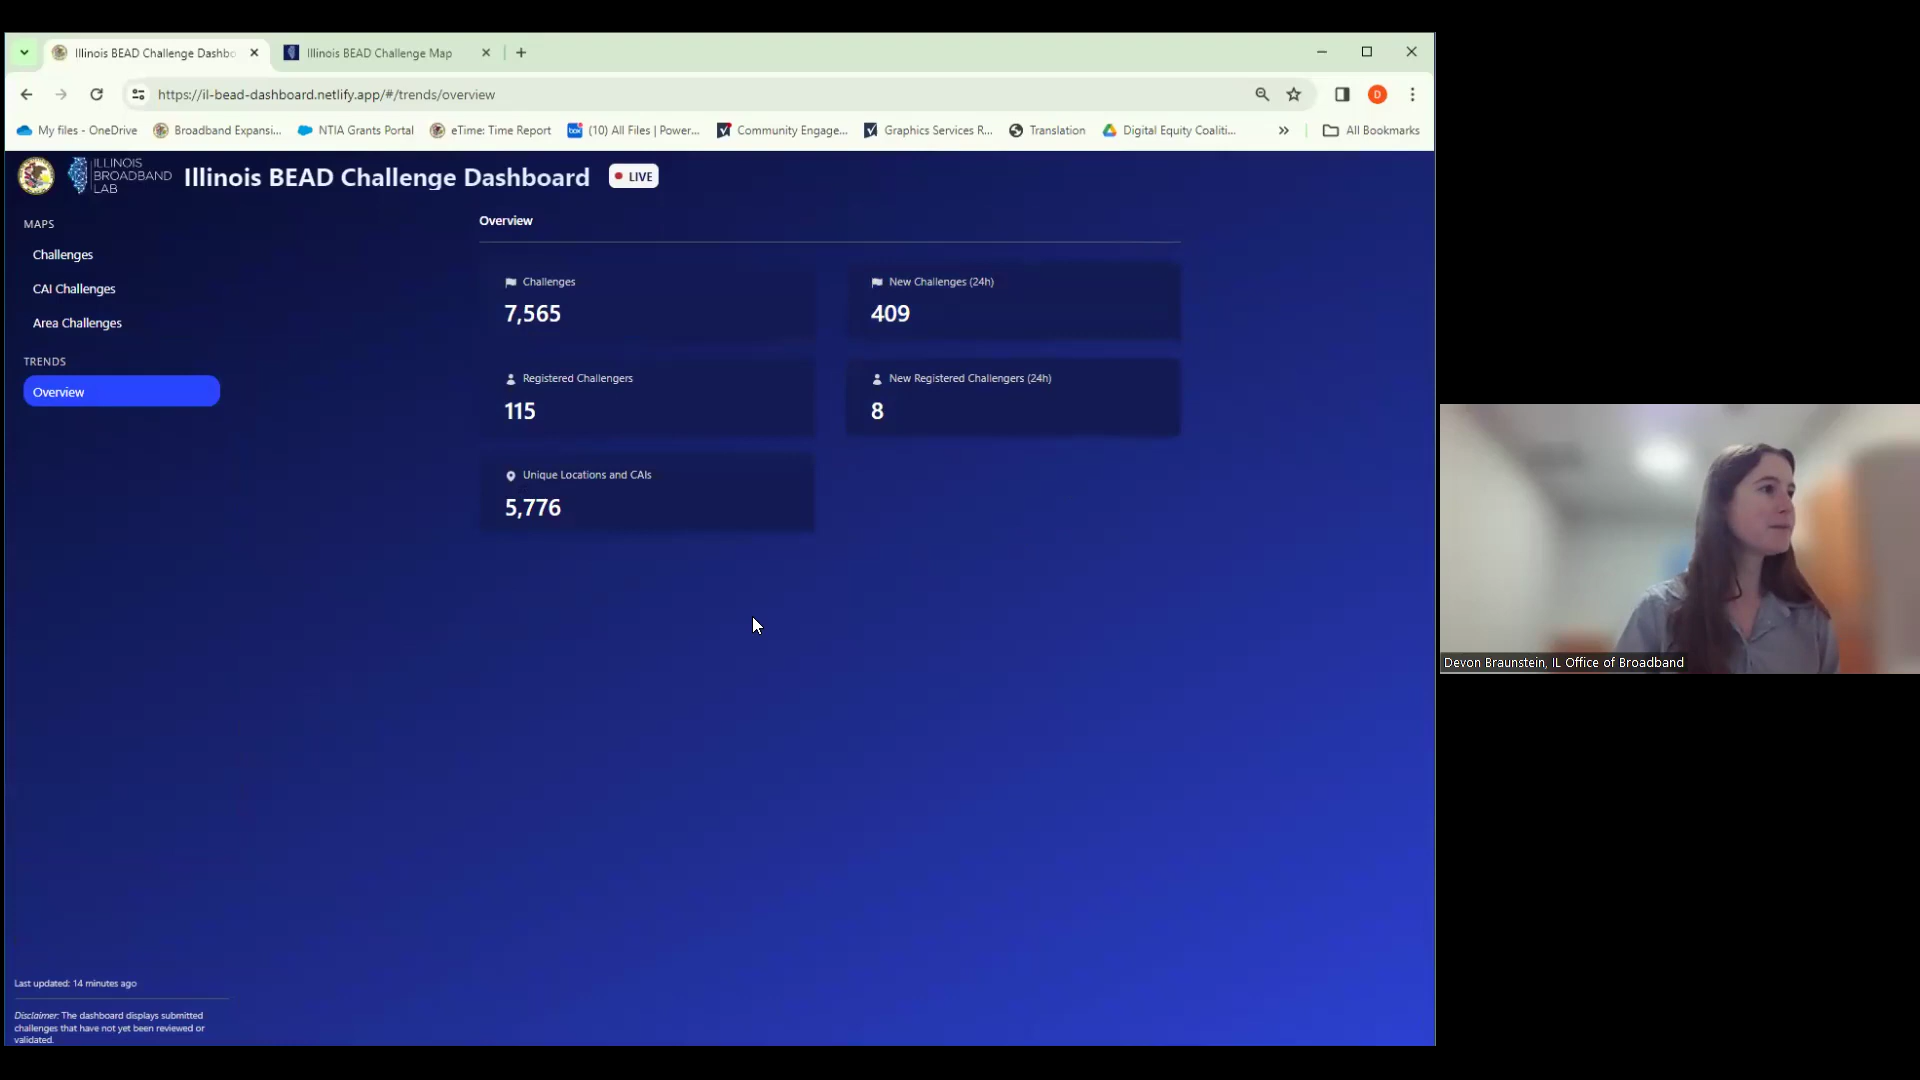 Illinois BEAD Challenge Dashbo
Illinois BEAD Challenge Map
https://il-bead-dashboard.netlify.app/#/trends/overview
D
My files - OneDrive
Broadband Expansi...
NTIA Grants Portal
eTime: Time Report
box
(10) All Files | Power...
Community Engage...
Graphics Services R...
Translation
Digital Equity Coaliti...
»
All Bookmarks
ILLINOIS
BROADBAND
LAB
Illinois BEAD Challenge Dashboard
LIVE
MAPS
Challenges
CAI Challenges
Area Challenges
TRENDS
Overview
Overview
Challenges
7,565
New Challenges (24h)
409
Registered Challengers
115
New Registered Challengers (24h)
8
Unique Locations and CAIs
5,776
Last updated: 14 minutes ago
Disclaimer: The dashboard displays submitted
challenges that have not yet been reviewed or
validated.
Devon Braunstein, IL Office of Broadband